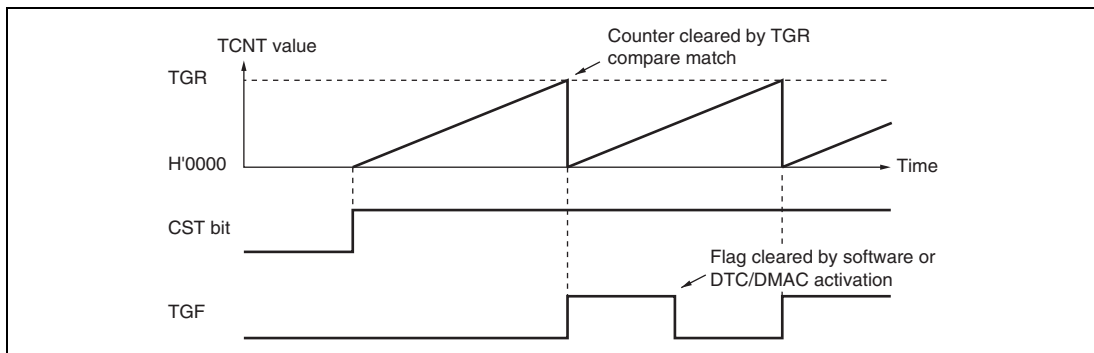 Counter cleared by TGR
compare match
TCNT value
TGR
H'0000
Time
CST bit
Flag cleared by software or
DTC/DMAC activation
TGF